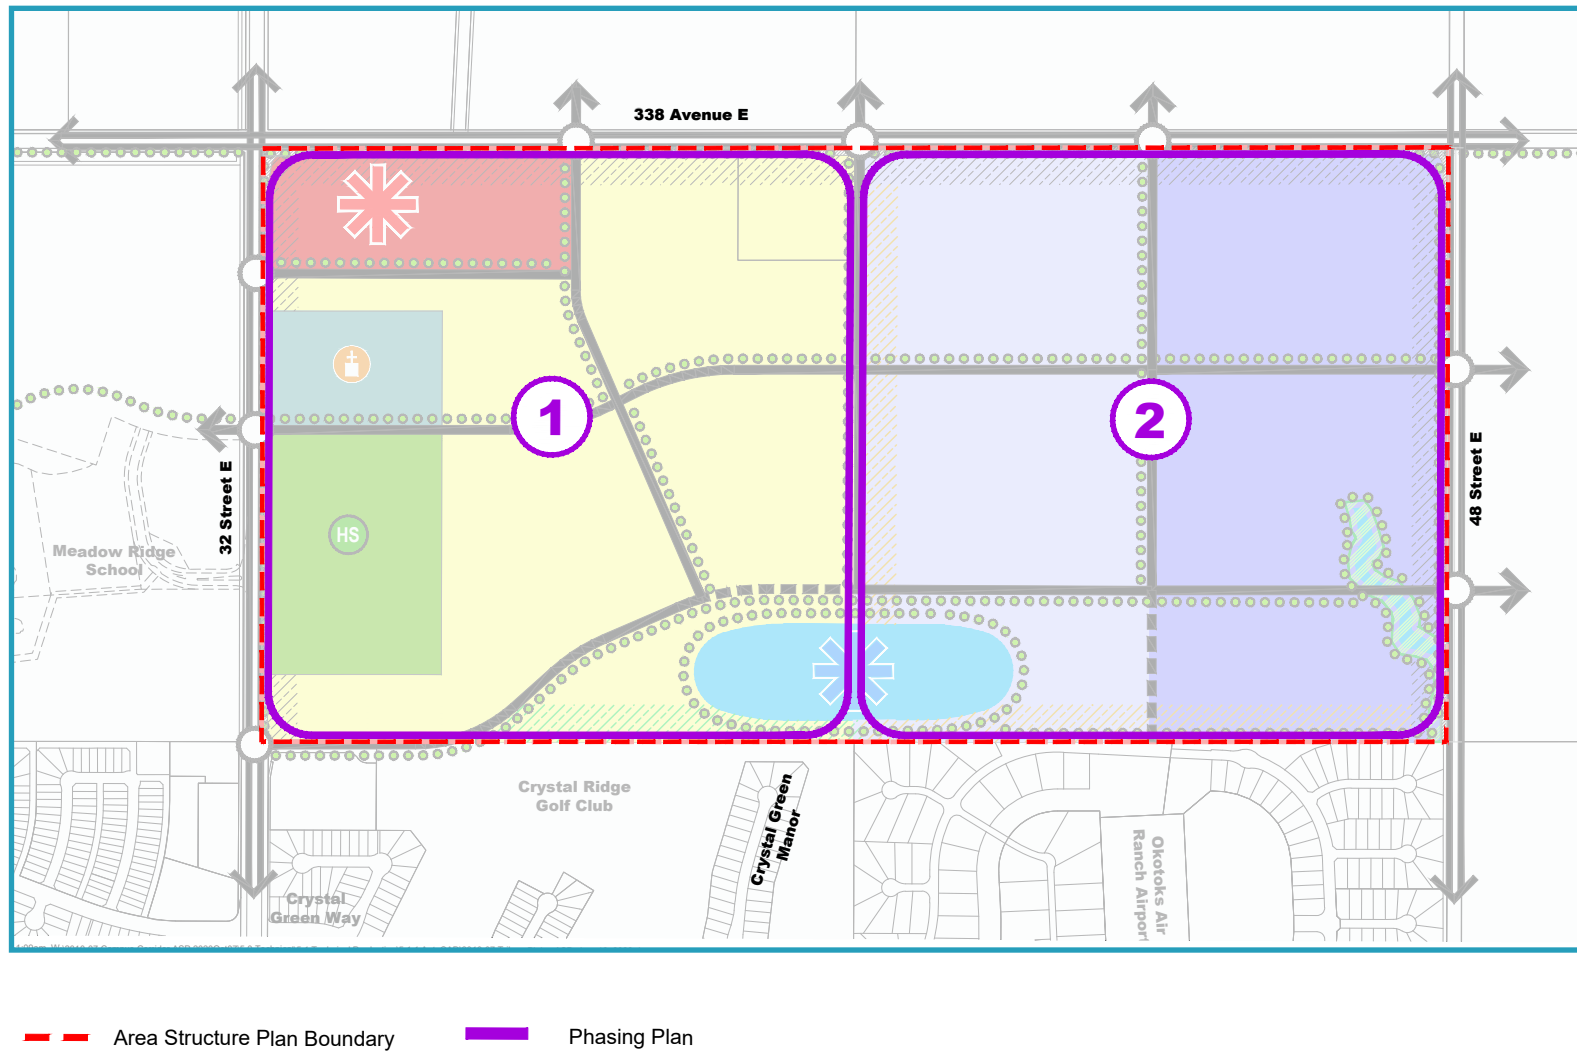 338 Avenue E
1
2
HS
32 Street E
48 Street E
Meadow Ridge
School
Crystal Ridge
Golf Club
Crystal Green
Manor
Crystal
Green Way
Okotoks Air
Ranch Airport
Area Structure Plan Boundary
Phasing Plan